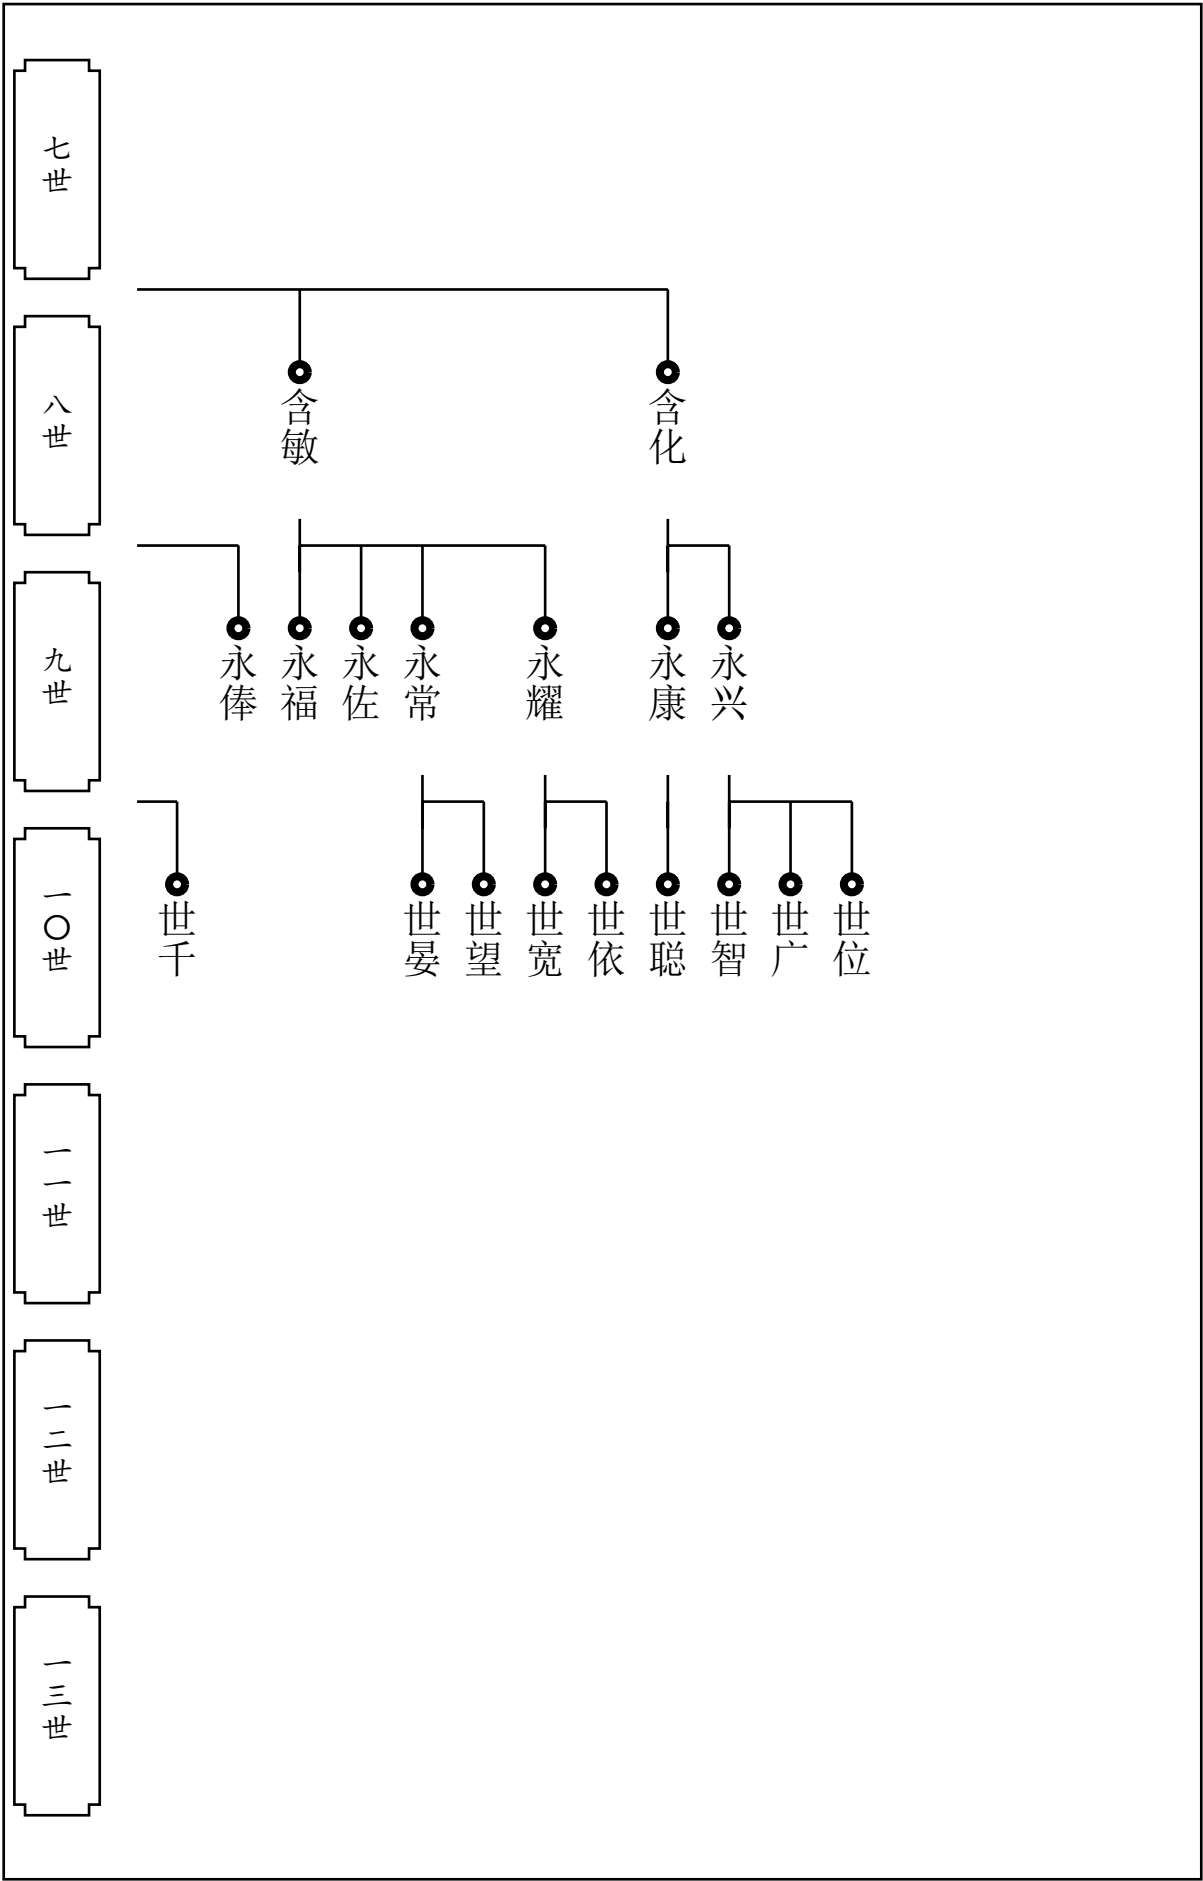 七世
八世
九世
一〇世
一一世
一二世
一三世
含敏
含化
永俸
永福
永佐
永常
永耀
永康
永兴
世千
世晏
世望
世宽
世依
世聪
世智
世广
世位